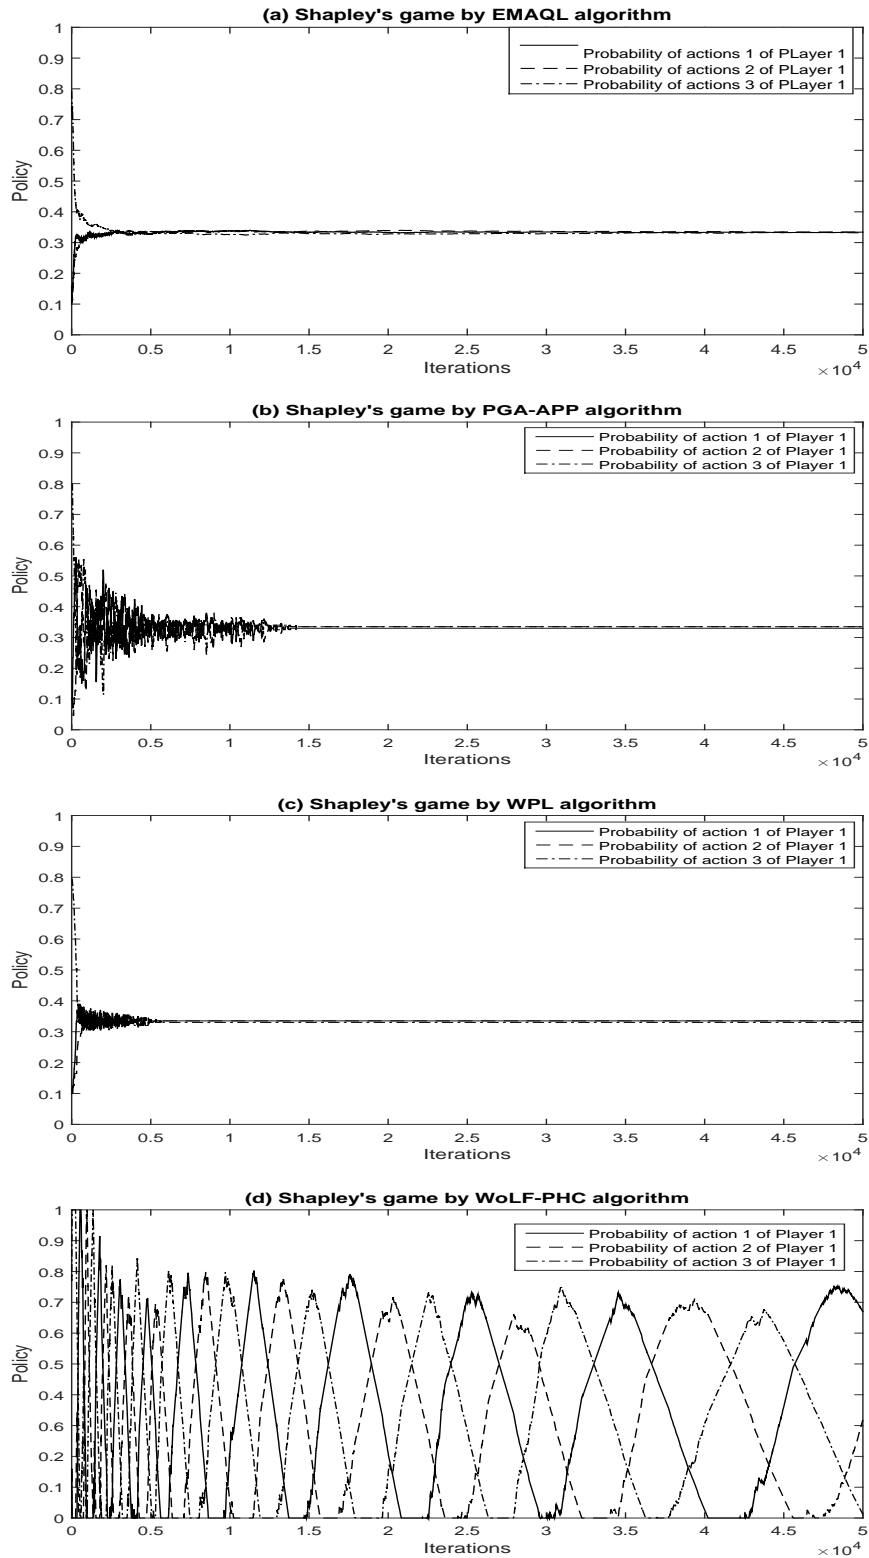 (a) Shapley's game by EMAQL algorithm
1
0.9
0.8
0.7
0.6
0.5
0.4
0.3
0.2
0.1
0
Policy
Probability of actions 1 of PLayer 1
Probability of actions 2 of PLayer 1
Probability of actions 3 of PLayer 1
0 0.5 1 1.5 2 2.5 3 3.5 4 4.5 5
Iterations
×10^4
(b) Shapley's game by PGA-APP algorithm
1
0.9
0.8
0.7
0.6
0.5
0.4
0.3
0.2
0.1
0
Policy
Probability of action 1 of Player 1
Probability of action 2 of Player 1
Probability of action 3 of Player 1
0 0.5 1 1.5 2 2.5 3 3.5 4 4.5 5
Iterations
×10^4
(c) Shapley's game by WPL algorithm
1
0.9
0.8
0.7
0.6
0.5
0.4
0.3
0.2
0.1
0
Policy
Probability of action 1 of Player 1
Probability of action 2 of Player 1
Probability of action 3 of Player 1
0 0.5 1 1.5 2 2.5 3 3.5 4 4.5 5
Iterations
×10^4
(d) Shapley's game by WoLF-PHC algorithm
1
0.9
0.8
0.7
0.6
0.5
0.4
0.6
0.2
0.1
0
Policy
Probability of action 1 of Player 1
Probability of action 2 of Player 1
Probability of action 3 of Player 1
0 0.5 1 1.5 2 2.5 3 3.5 4 4.5 5
Iterations
×10^4